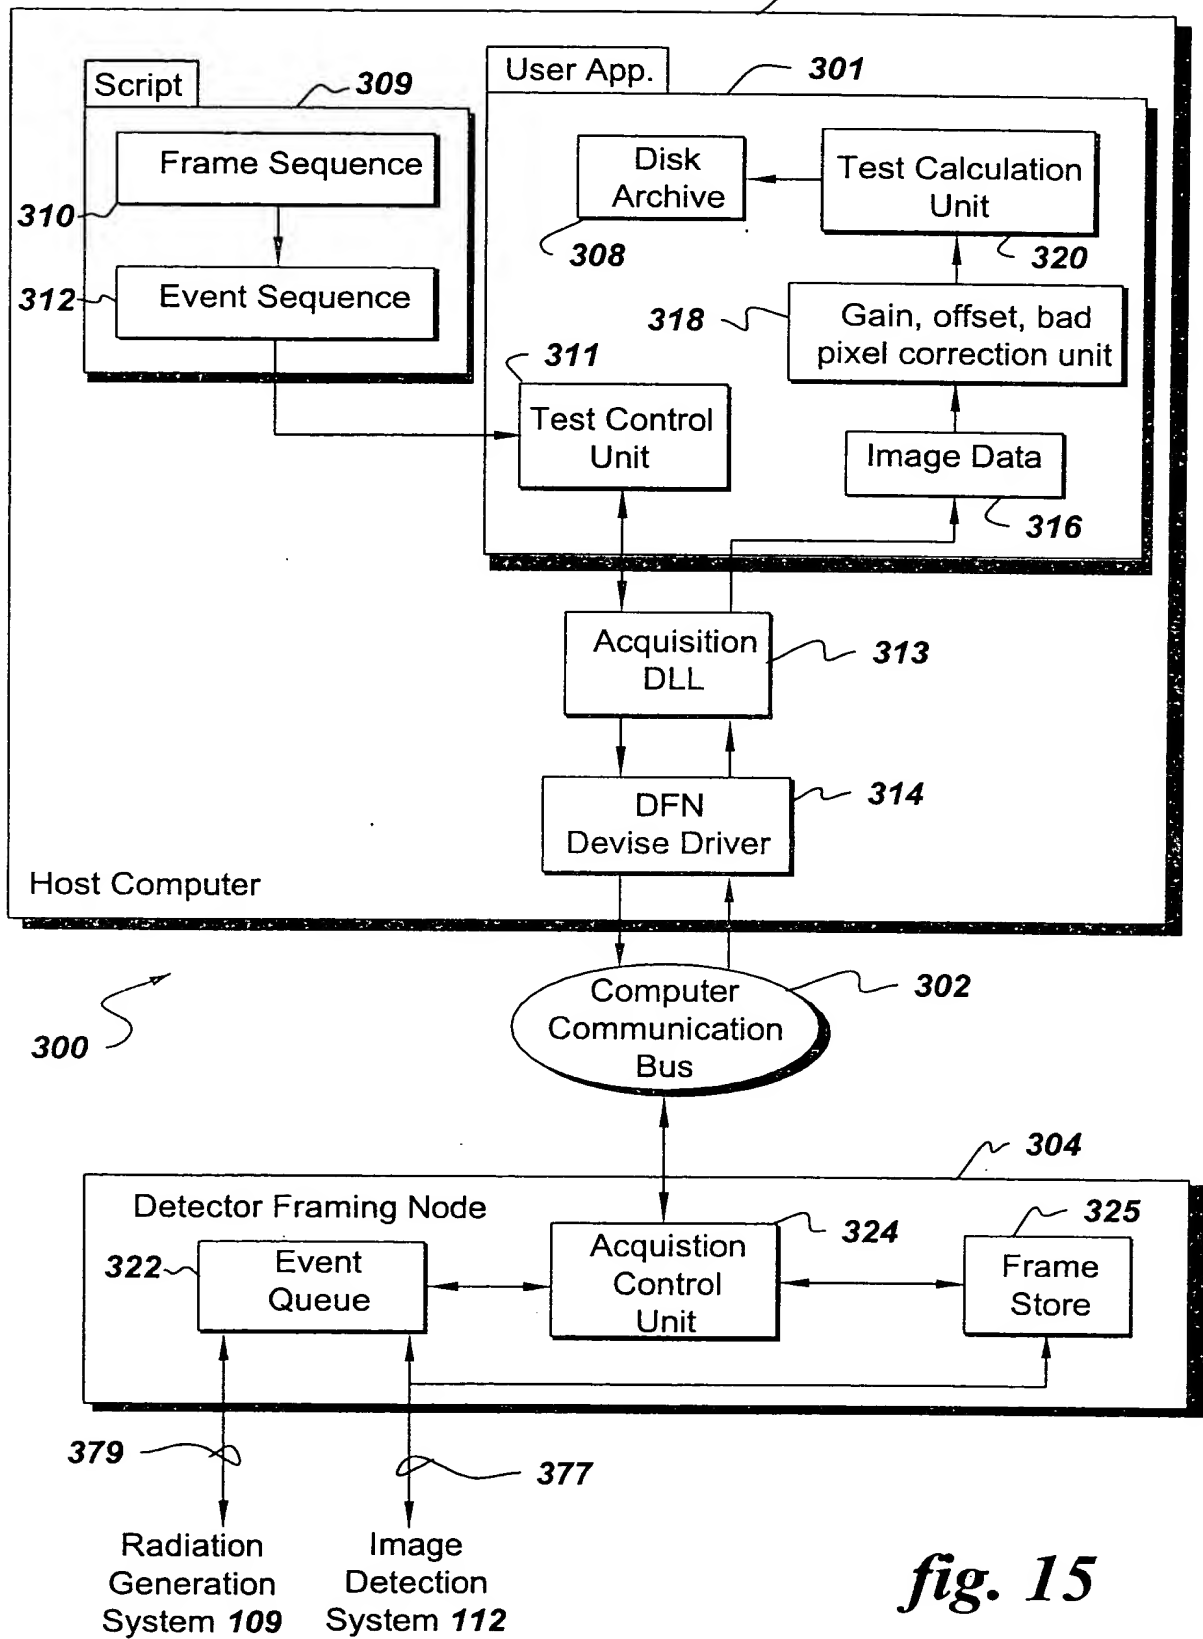 Script
309
Frame Sequence
310
Event Sequence
312
User App.
301
Disk
Archive
308
Test Calculation
Unit
320
318
Gain, offset, bad
pixel correction unit
311
Test Control
Unit
Image Data
316
Acquisition
DLL
313
DFN
Devise Driver
314
Host Computer
300
Computer
Communication
Bus
302
304
Detector Framing Node
322
Event
Queue
Acquistion
Control
Unit
324
325
Frame
Store
379
377
Radiation
Generation
System 109
Image
Detection
System 112
fig. 15